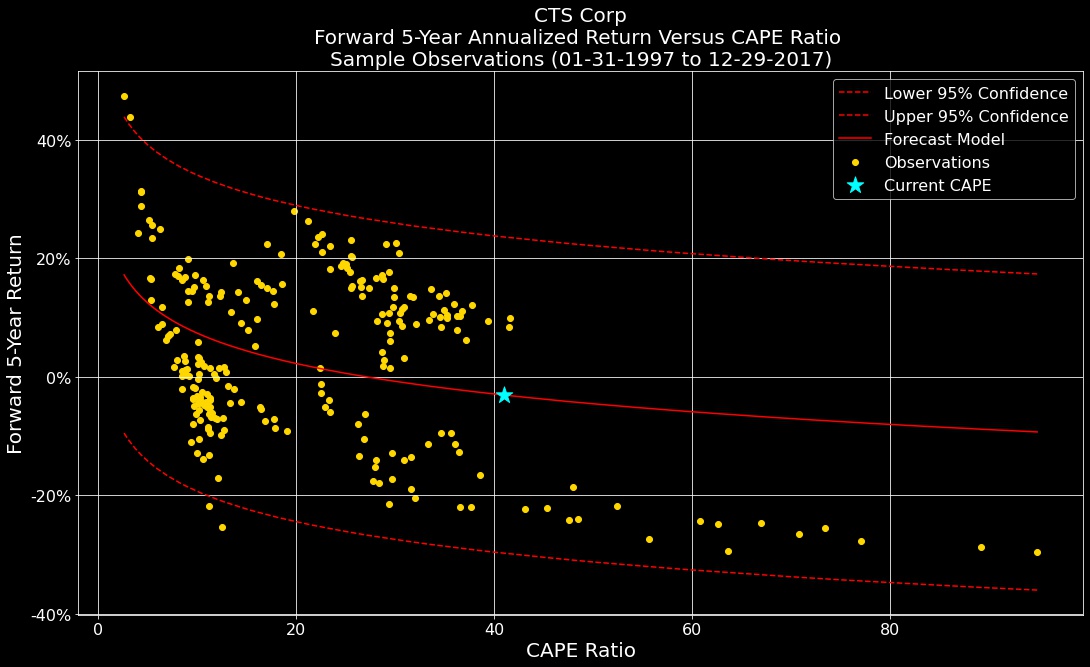 CTS Corp
Forward 5-Year Annualized Return Versus CAPE Ratio
Sample Observations (01-31-1997 to 12-29-2017)
Lower 95% Confidence
Upper 95% Confidence
Forecast Model
Observations
Current CAPE
Forward 5-Year Return
40%
20%
0%
-20%
-40%
0
20
40
60
80
CAPE Ratio